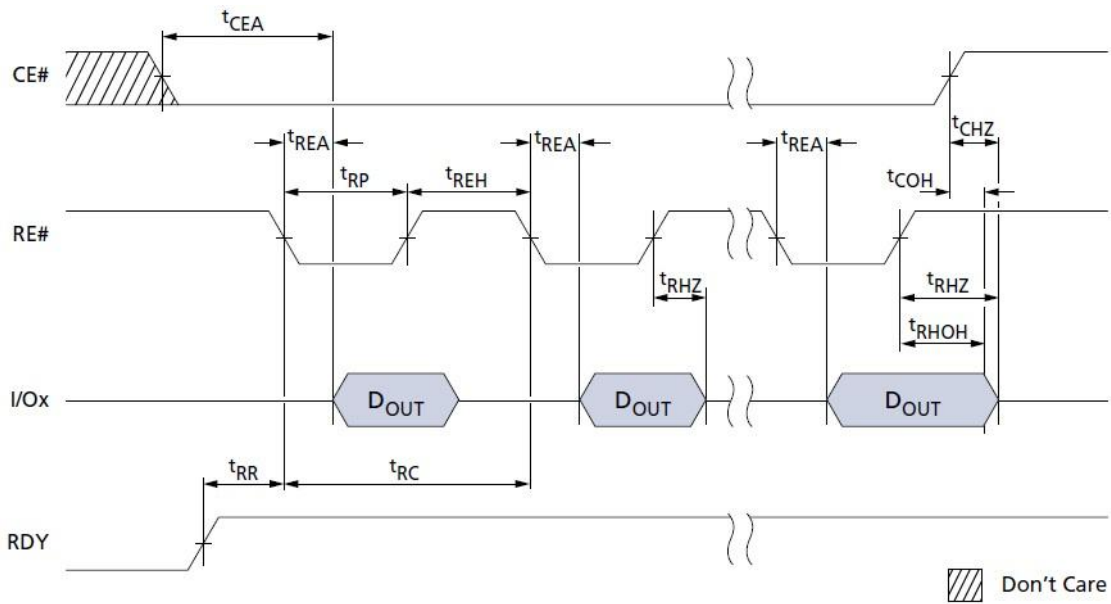 tCEA
CE#
tCHZ
tREA
tREA
tREA
tRP
tREH
tCOH
RE#
tRHZ
tRHZ
tRHOH
I/Ox
DOUT
DOUT
DOUT
tRR
tRC
RDY
Don't Care